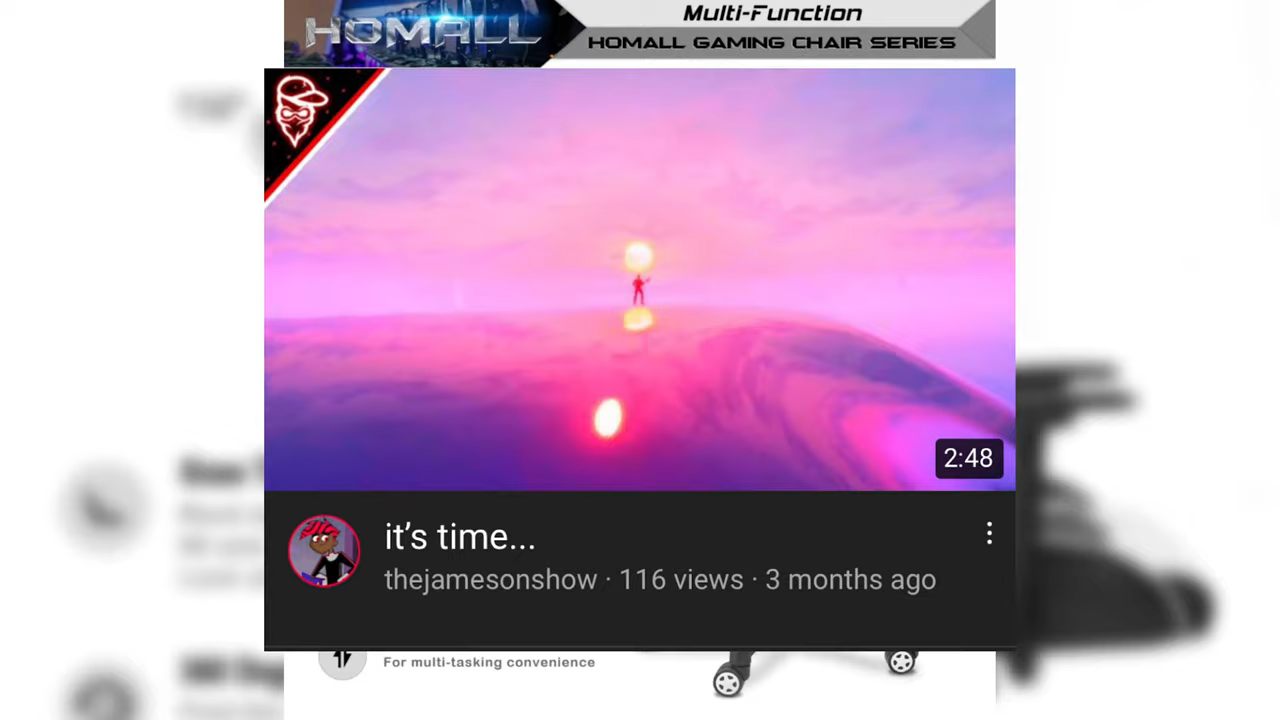 HOMALL
Multi-Function
HOMALL GAMING CHAIR SERIES
2:48
it’s time...
thejamesonshow · 116 views · 3 months ago
For multi-tasking convenience